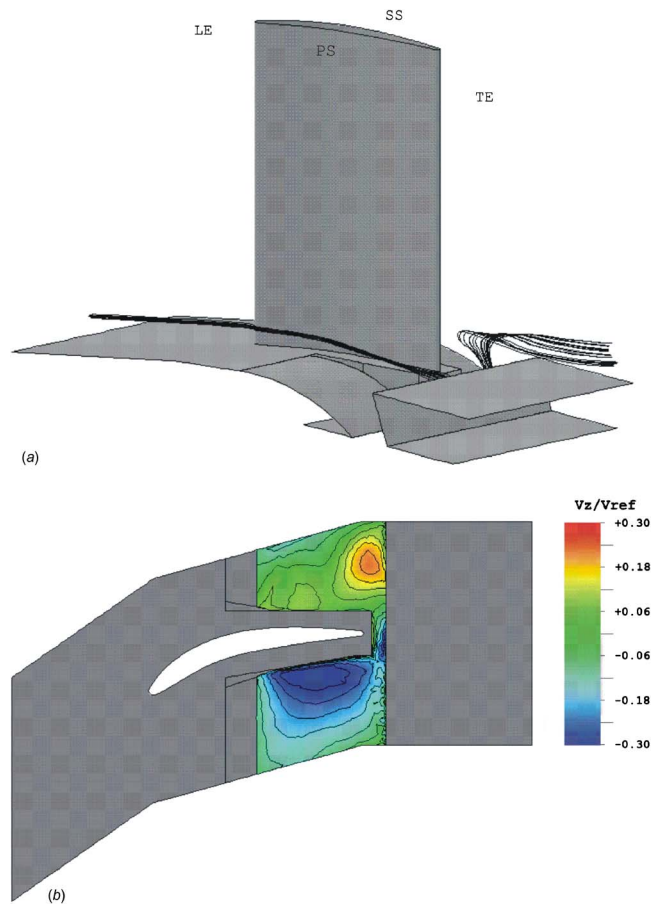 SS
LE
PS
TE
(a)
Vz/Vref
+0.30
+0.18
+0.06
-0.06
-0.18
-0.30
(b)